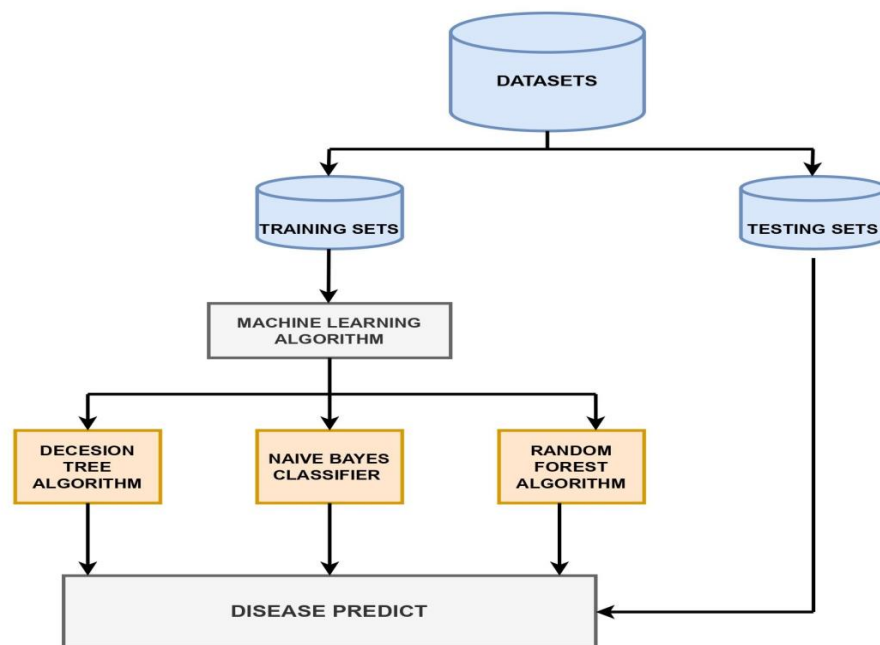 DATASETS
TRAINING SETS
TESTING SETS
MACHINE LEARNING
ALGORITHM
DECESION
TREE
ALGORITHM
NAIVE BAYES
CLASSIFIER
RANDOM
FOREST
ALGORITHM
DISEASE PREDICT